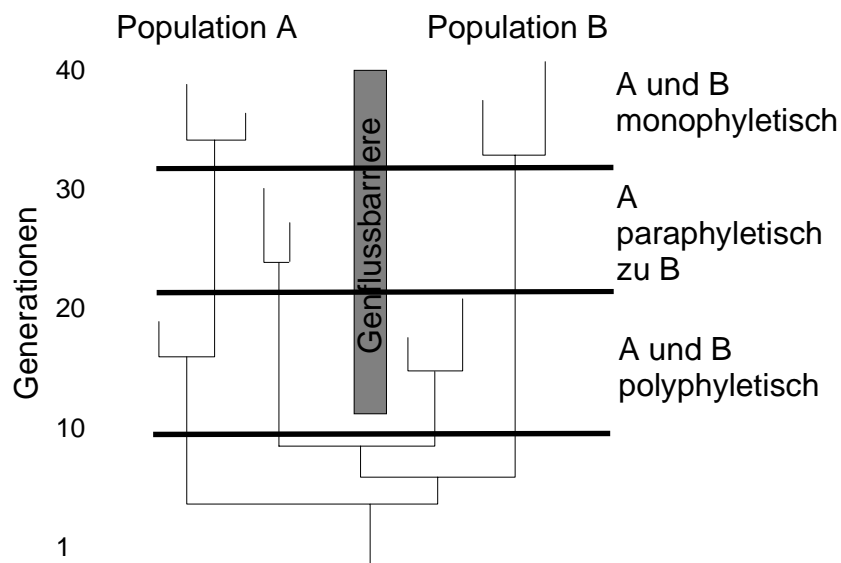 Population A
Population B
40
30
20
10
1
Generationen
Genflussbarriere
A und B
monophyletisch
A
paraphyletisch
zu B
A und B
polyphyletisch